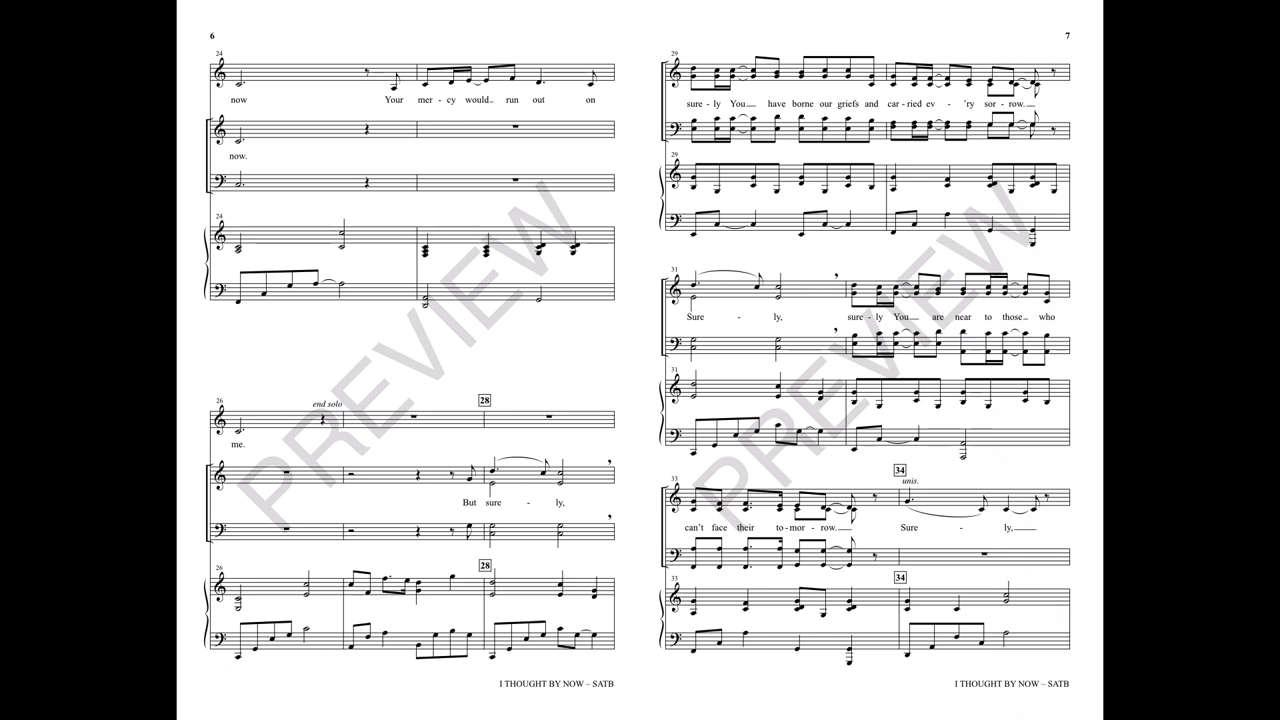 6
24
now Your mer - cy would run out on
now.
24
26
end solo
28
me.
But sure - ly,
28
26
I THOUGHT BY NOW – SATB
7
29
sure - ly You have borne our griefs and car - ried ev - 'ry sor - row.
29
31
Sure - ly, sure - ly You are near to those who
31
34
33
unis.
can't face their to - mor - row. Sure - ly,
34
33
I THOUGHT BY NOW – SATB
PREVIEW
PREVIEW